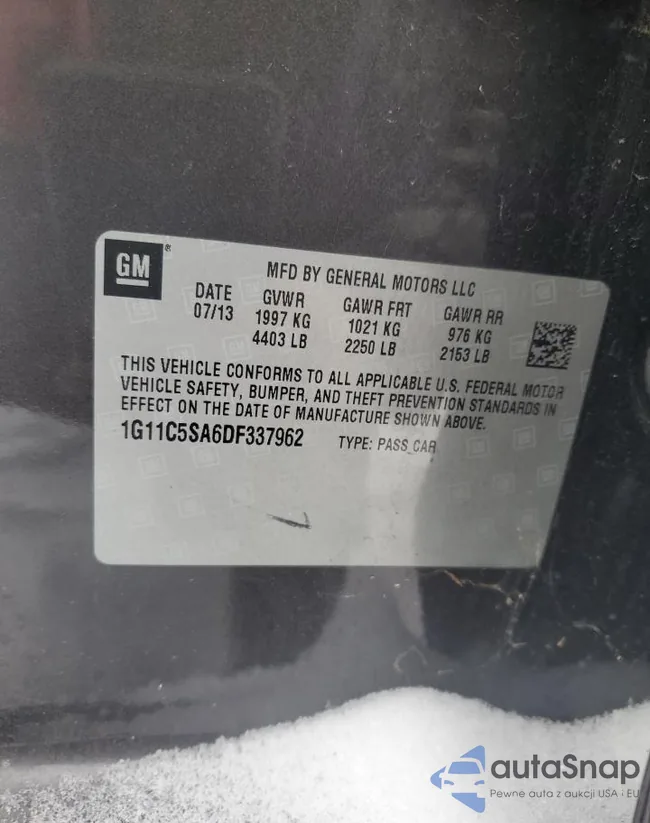 GM ®
MFD BY GENERAL MOTORS LLC
DATE GVWR GAWR FRT GAWR RR
07/13 1997 KG 1021 KG 976 KG
4403 LB 2250 LB 2153 LB
THIS VEHICLE CONFORMS TO ALL APPLICABLE U.S. FEDERAL MOTOR
VEHICLE SAFETY, BUMPER, AND THEFT PREVENTION STANDARDS IN
EFFECT ON THE DATE OF MANUFACTURE SHOWN ABOVE.
1G11C5SA6DF337962 TYPE: PASS_CAR
autaSnap
Pewne auta z aukcji USA i EU